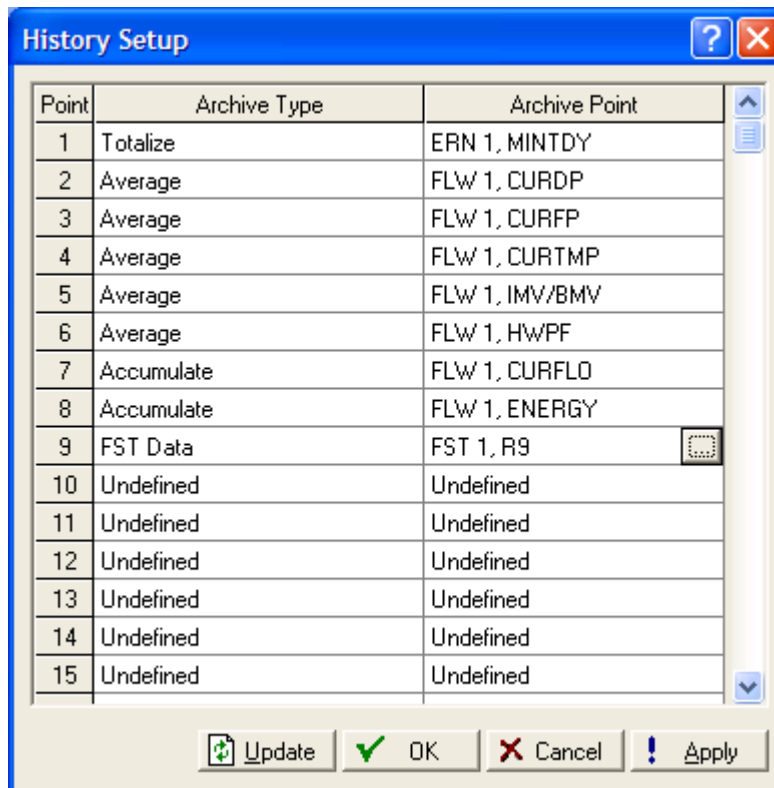 History Setup
Point Archive Type Archive Point
1 Totalize ERN 1, MINTDY
2 Average FLW 1, CURDP
3 Average FLW 1, CURFP
4 Average FLW 1, CURTMP
5 Average FLW 1, IMV/BMV
6 Average FLW 1, HWPF
7 Accumulate FLW 1, CURFLO
8 Accumulate FLW 1, ENERGY
9 FST Data FST 1, R9 ...
10 Undefined Undefined
11 Undefined Undefined
12 Undefined Undefined
13 Undefined Undefined
14 Undefined Undefined
15 Undefined Undefined
Update OK Cancel Apply